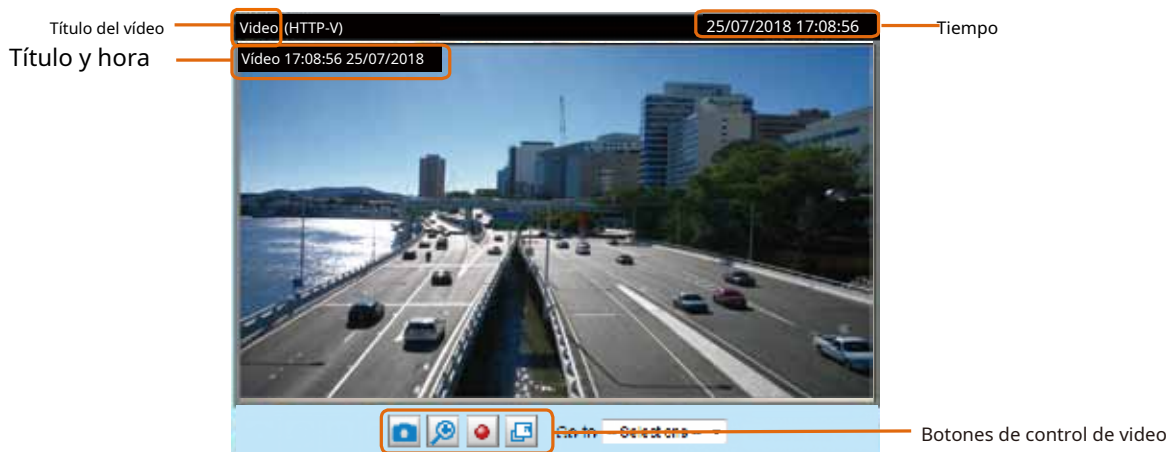 Título del vídeo
Video (HTTP-V)
25/07/2018 17:08:56
Tiempo
Título y hora
Vídeo 17:08:56 25/07/2018
Botones de control de video